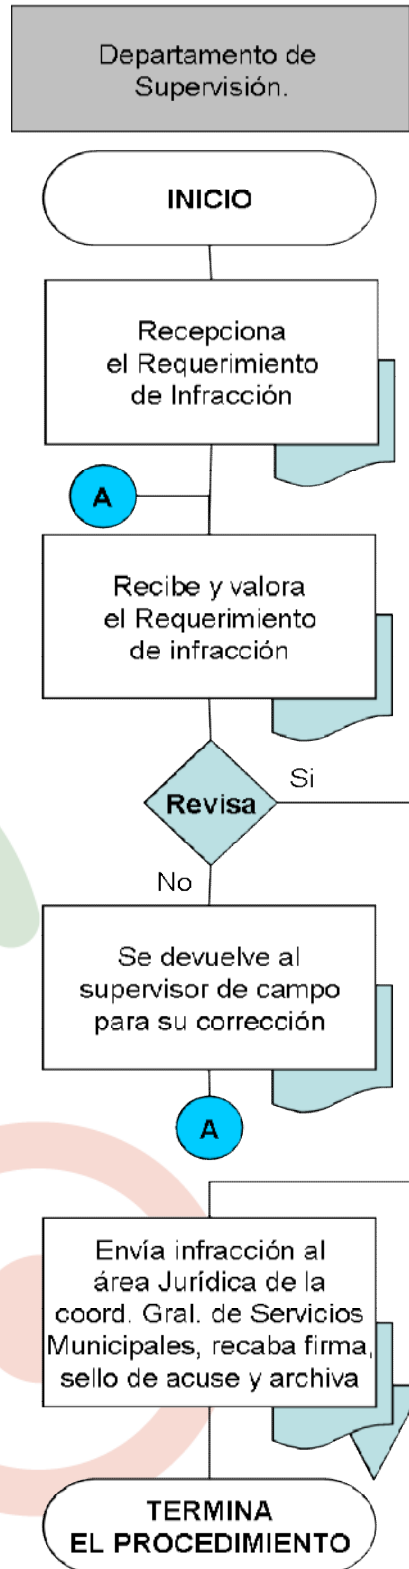 Departamento de
Supervisión.
INICIO
Recepciona
el Requerimiento
de Infracción
A
Recibe y valora
el Requerimiento
de infracción
Si
Revisa
No
Se devuelve al
supervisor de campo
para su corrección
A
Envía infracción al
área Jurídica de la
coord. Gral. de Servicios
Municipales, recaba firma,
sello de acuse y archiva
TERMINA
EL PROCEDIMIENTO